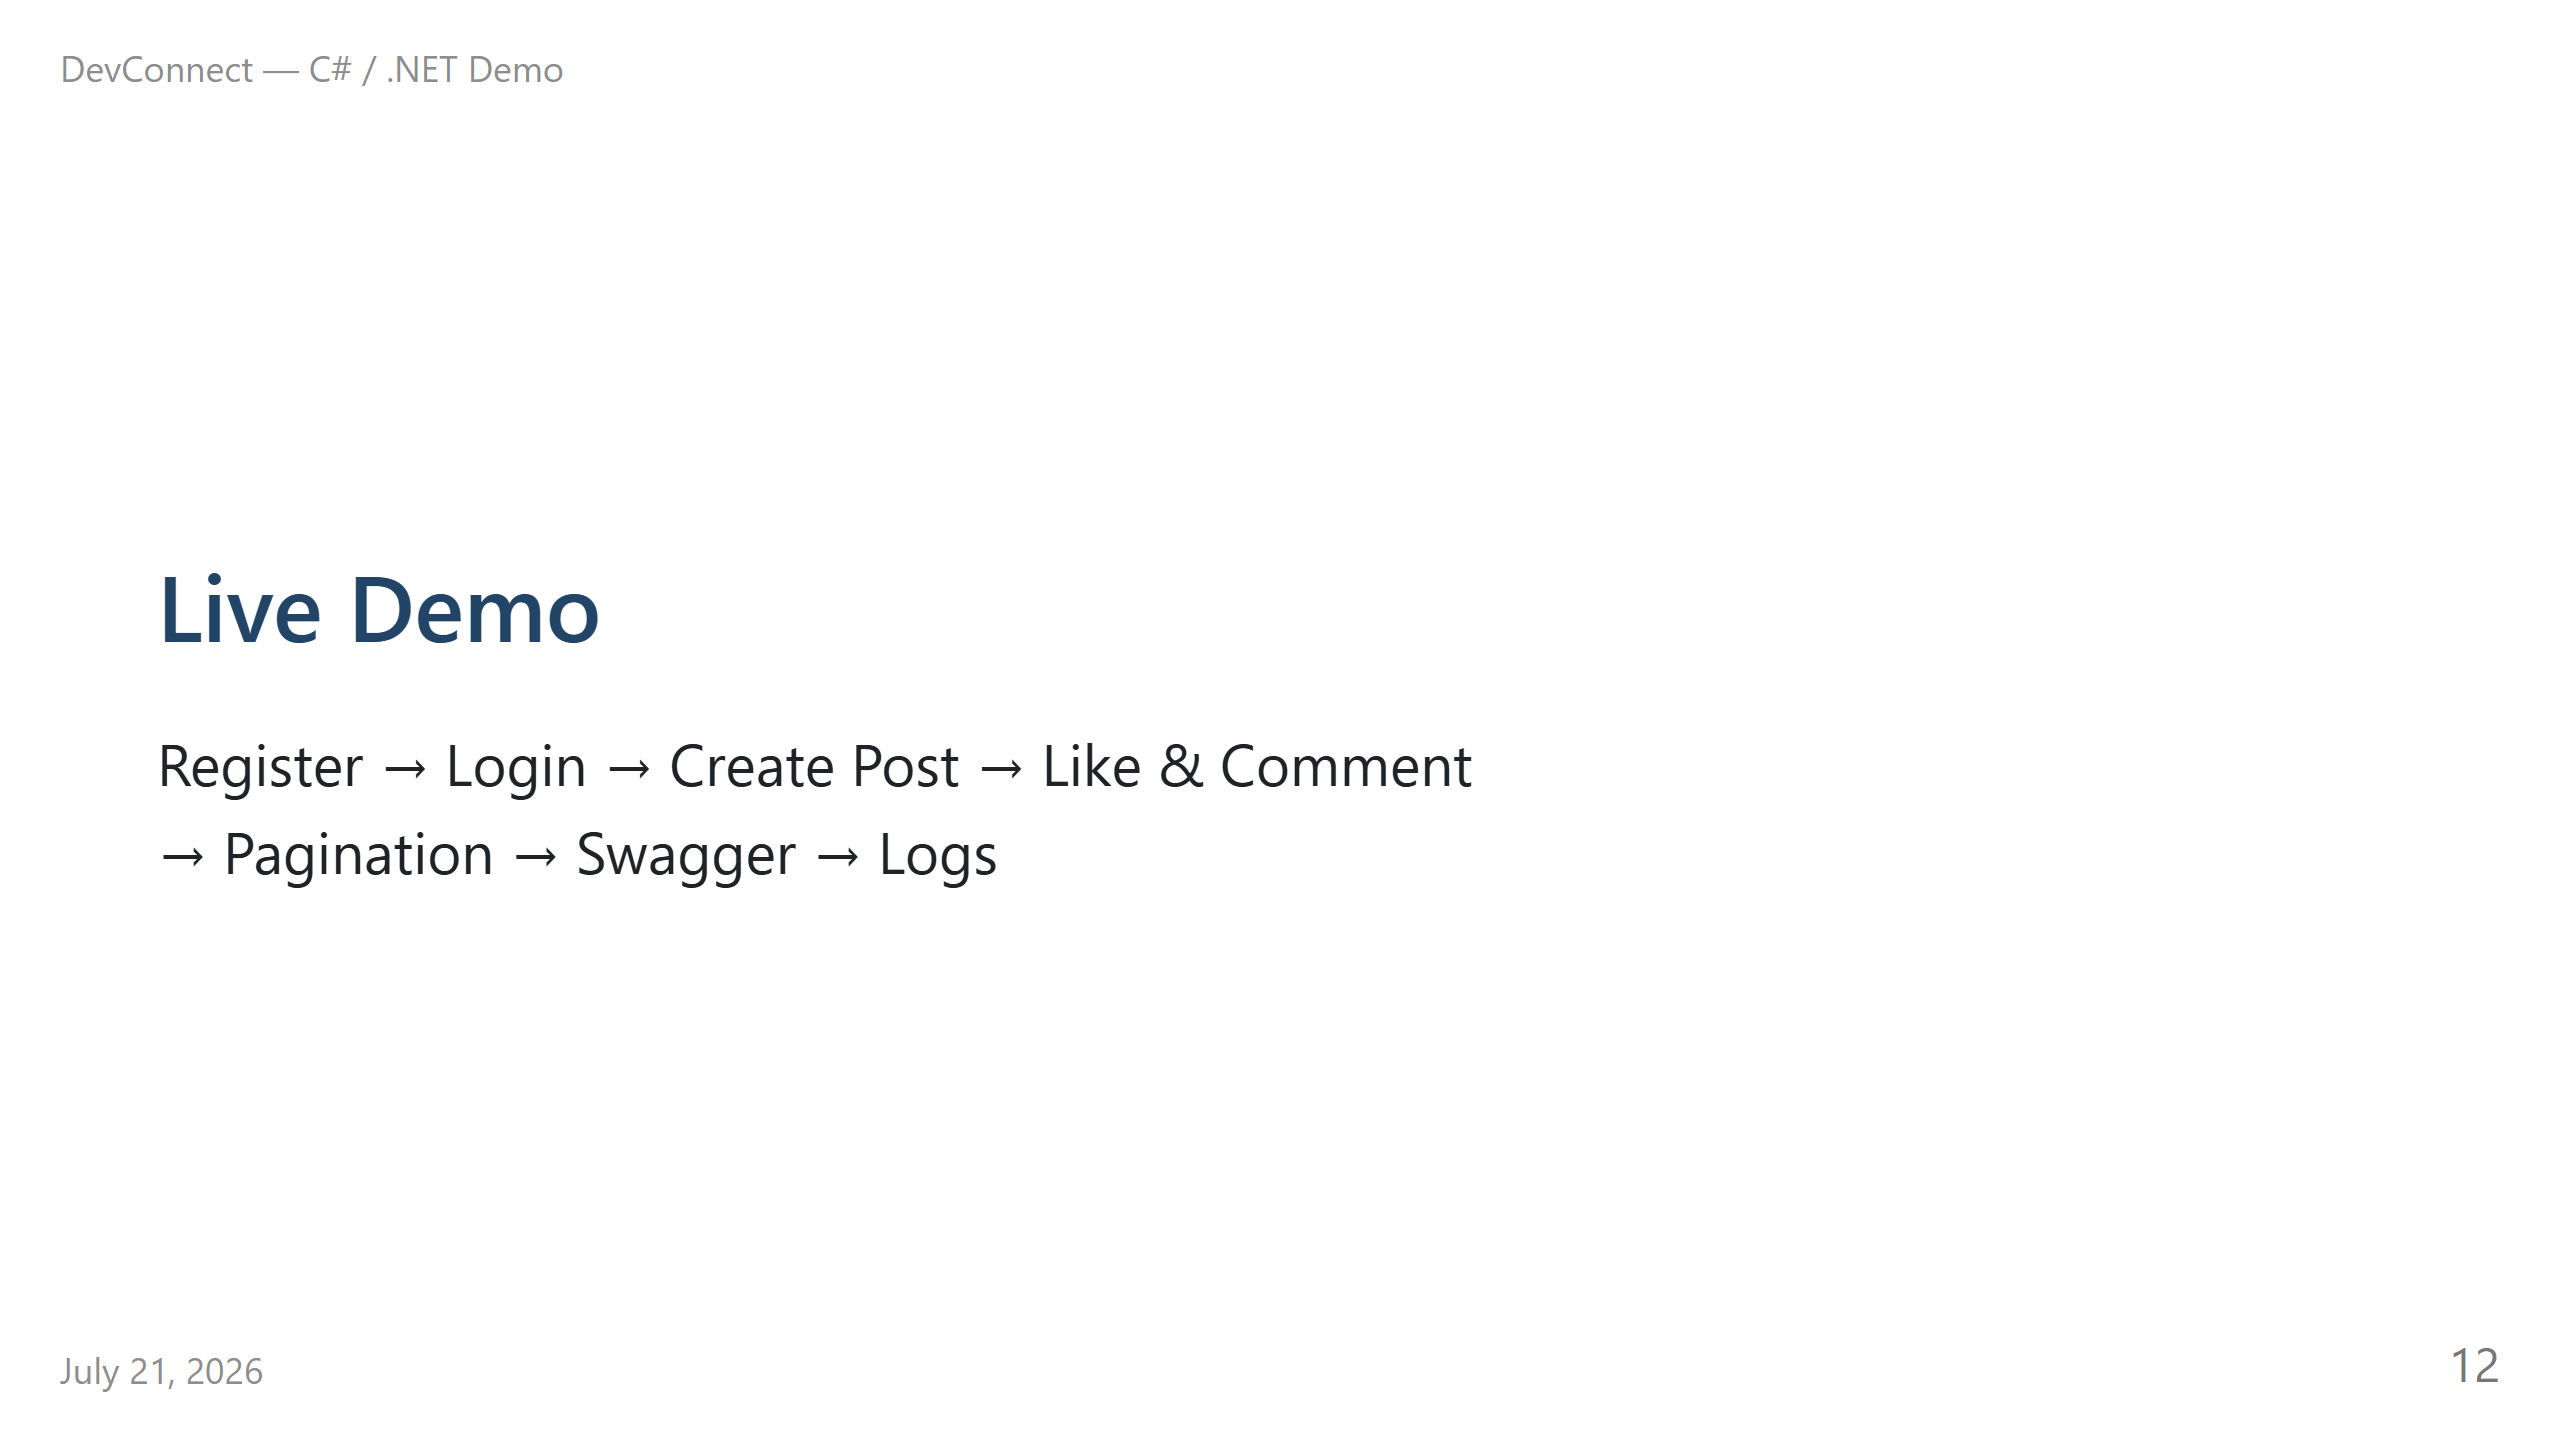 DevConnect — C# / .NET Demo
Live Demo
Register → Login → Create Post → Like & Comment
→ Pagination → Swagger → Logs
July 21, 2026
12